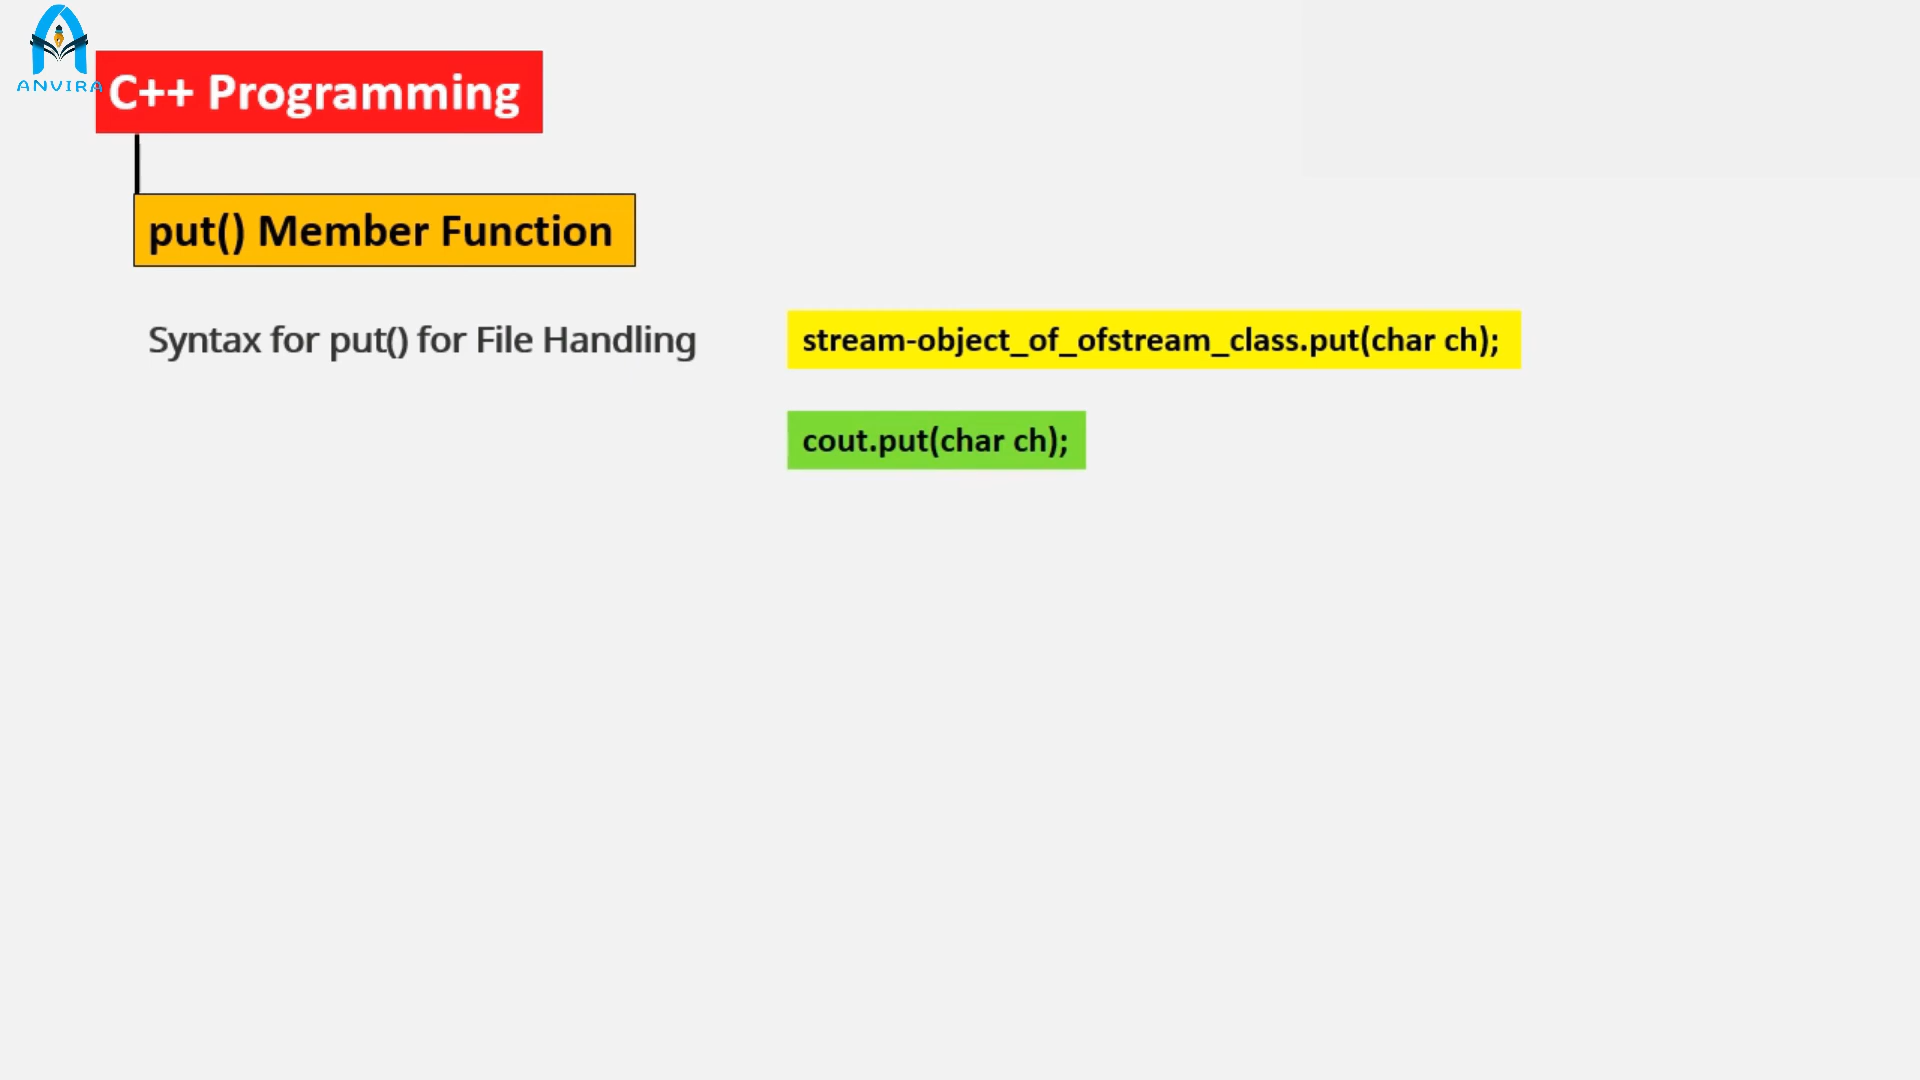 ANVIRA
C++ Programming
put() Member Function
Syntax for put() for File Handling
stream-object_of_ofstream_class.put(char ch);
cout.put(char ch);